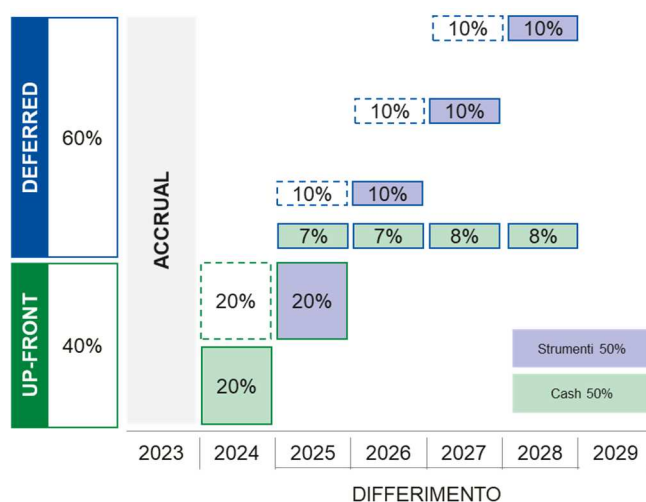 DEFERRED
60%
UP-FRONT
40%
ACCRUAL
10% 10%
10% 10%
10% 10%
7% 7% 8% 8%
20% 20%
20%
Strumenti 50%
Cash 50%
2023 2024 2025 2026 2027 2028 2029
DIFFERIMENTO